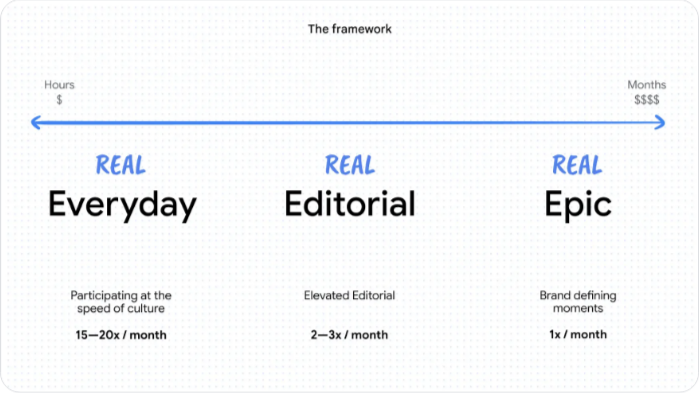 The framework
Hours
$
Months
$$$$
REAL
Everyday
REAL
Editorial
REAL
Epic
Participating at the
speed of culture
15—20x / month
Elevated Editorial
2—3x / month
Brand defining
moments
1x / month